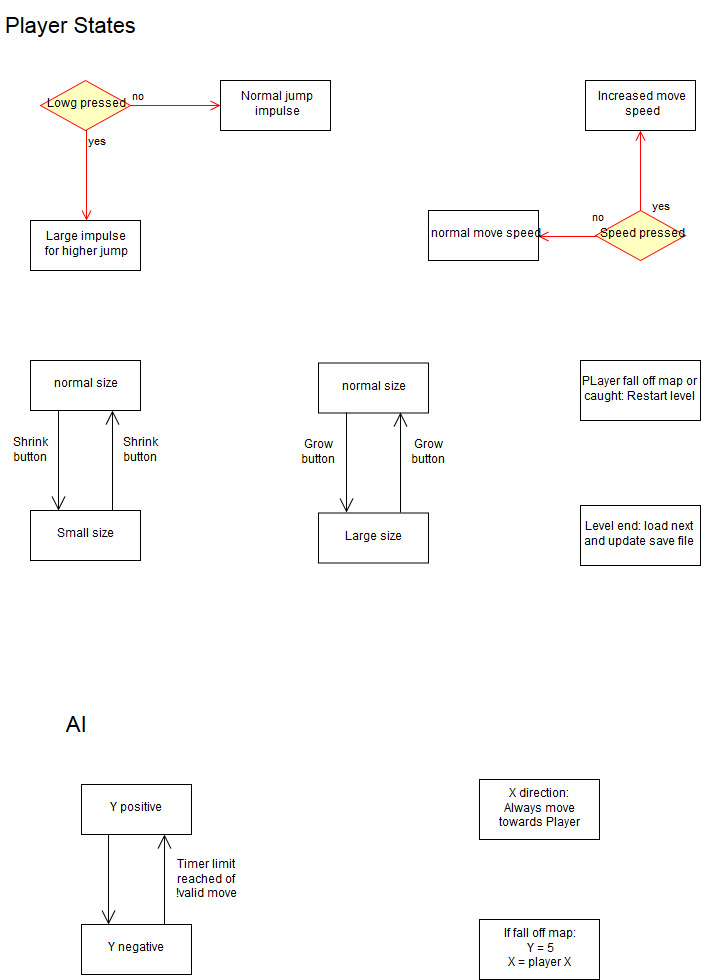 Player States
Lowg pressed
no
yes
Normal jump
impulse
Large impulse
for higher jump
Increased move
speed
yes
no
Speed pressed
normal move speed
normal size
Shrink
button
Shrink
button
Small size
normal size
Grow
button
Grow
button
Large size
PLayer fall off map or
caught: Restart level
Level end: load next
and update save file
AI
Y positive
Timer limit
reached of
!valid move
Y negative
X direction:
Always move
towards Player
If fall off map:
Y = 5
X = player X